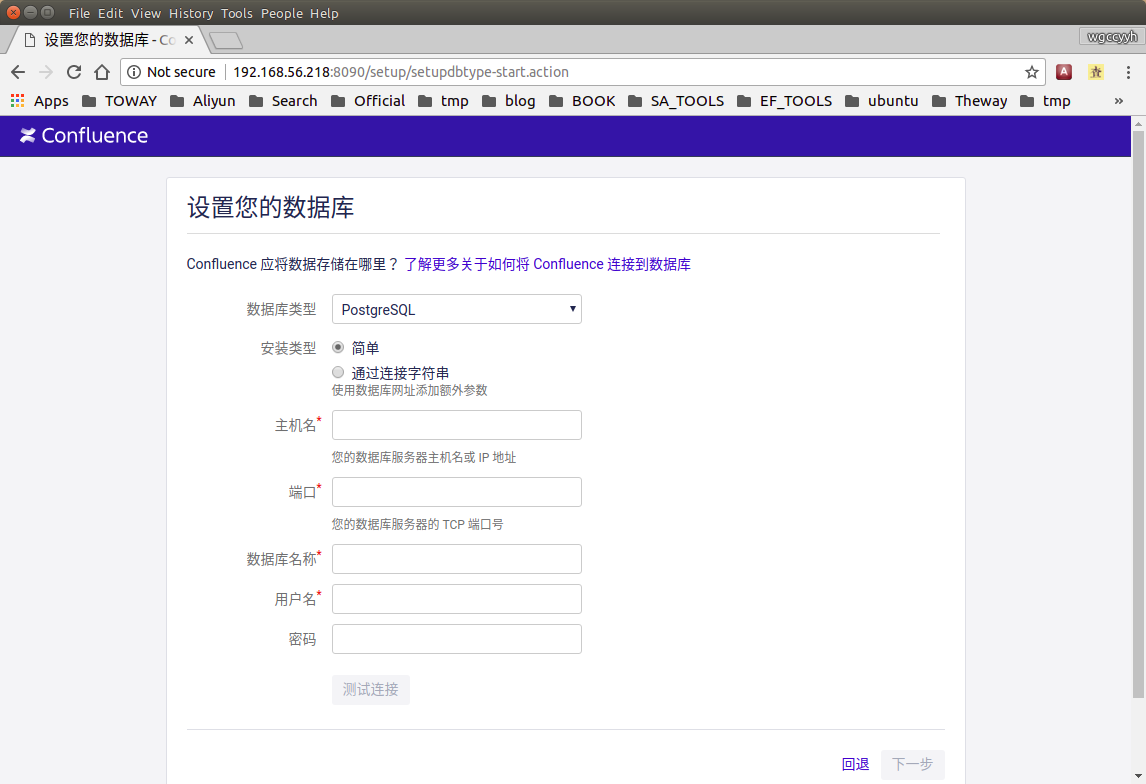 File Edit View History Tools People Help
设置您的数据库 - Co
wgccyyh
Not secure 192.168.56.218:8090/setup/setupdbtype-start.action
Apps TOWAY Aliyun Search Official tmp blog BOOK SA_TOOLS EF_TOOLS ubuntu Theway tmp »
Confluence
设置您的数据库
Confluence 应将数据存储在哪里？ 了解更多关于如何将 Confluence 连接到数据库
数据库类型 PostgreSQL
安装类型 简单
通过连接字符串
使用数据库网址添加额外参数
主机名*
您的数据库服务器主机名或 IP 地址
端口*
您的数据库服务器的 TCP 端口号
数据库名称*
用户名*
密码
测试连接
回退 下一步